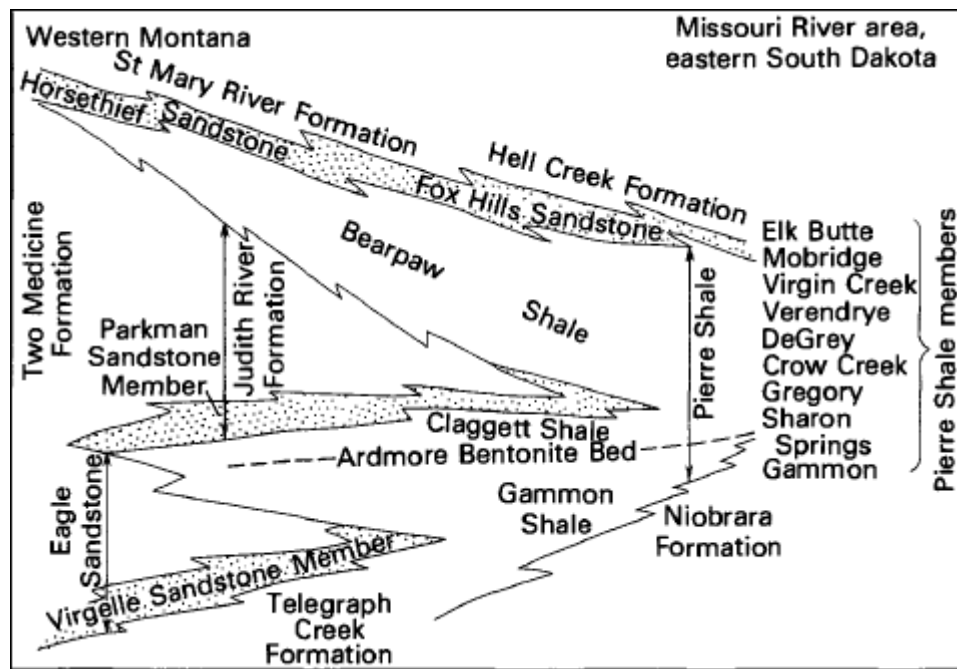 Western Montana
Missouri River area,
eastern South Dakota
St Mary River Formation
Horsethief Sandstone
Hell Creek Formation
Fox Hills Sandstone
Two Medicine
Formation
Bearpaw
Shale
Judith River
Formation
Parkman
Sandstone
Member
Pierre Shale
Elk Butte
Mobridge
Virgin Creek
Verendrye
DeGrey
Crow Creek
Gregory
Sharon
Springs
Gammon
Pierre Shale members
Claggett Shale
Ardmore Bentonite Bed
Eagle
Sandstone
Gammon
Shale
Niobrara
Formation
Virgelle Sandstone Member
Telegraph
Creek
Formation